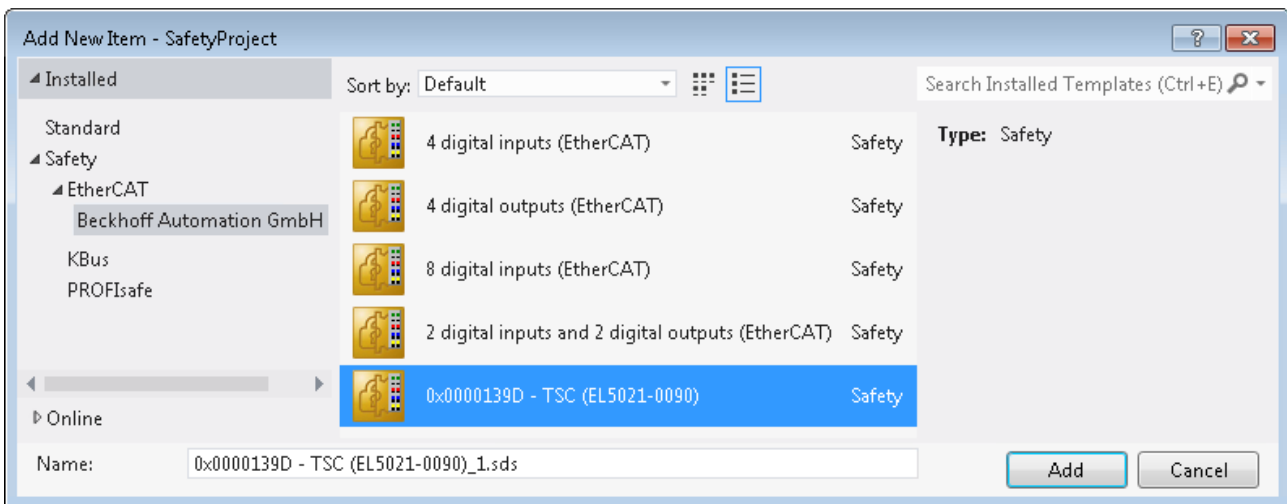 Add New Item - SafetyProject
Installed
Sort by: Default
Search Installed Templates (Ctrl+E)
Standard
Safety
EtherCAT
Beckhoff Automation GmbH
KBus
PROFIsafe
Online
4 digital inputs (EtherCAT) Safety
4 digital outputs (EtherCAT) Safety
8 digital inputs (EtherCAT) Safety
2 digital inputs and 2 digital outputs (EtherCAT) Safety
0x0000139D - TSC (EL5021-0090) Safety
Type: Safety
Name: 0x0000139D - TSC (EL5021-0090)_1.sds
Add Cancel